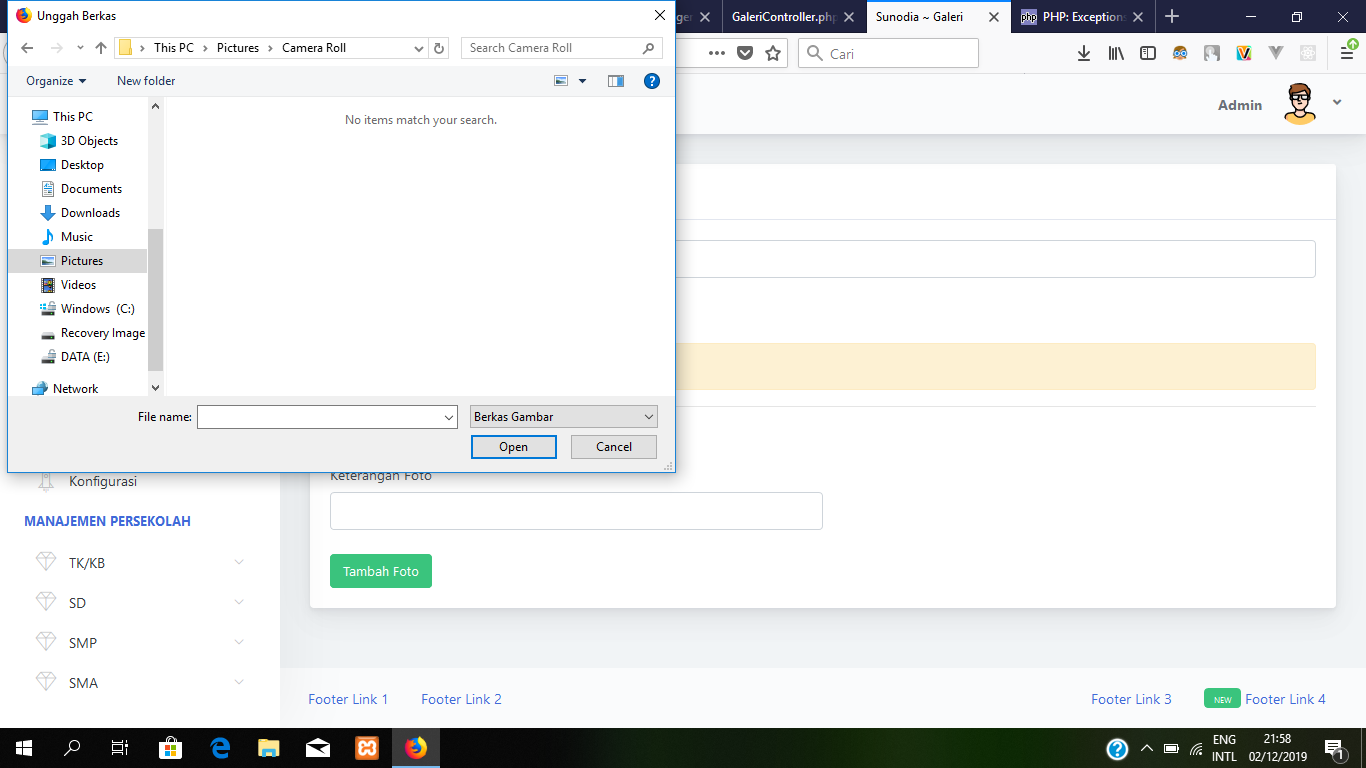 Unggah Berkas
ger
GaleriController.php
Sunodia ~ Galeri
PHP: Exceptions
This PC
Pictures
Camera Roll
Search Camera Roll
Cari
Organize
New folder
Admin
This PC
3D Objects
Desktop
Documents
Downloads
Music
Pictures
Videos
Windows (C:)
Recovery Image
DATA (E:)
Network
No items match your search.
File name:
Berkas Gambar
Open
Cancel
Konfigurasi
MANAJEMEN PERSEKOLAH
TK/KB
SD
SMP
SMA
Keterangan Foto
Tambah Foto
Footer Link 1
Footer Link 2
Footer Link 3
NEW Footer Link 4
ENG
INTL
21:58
02/12/2019
1